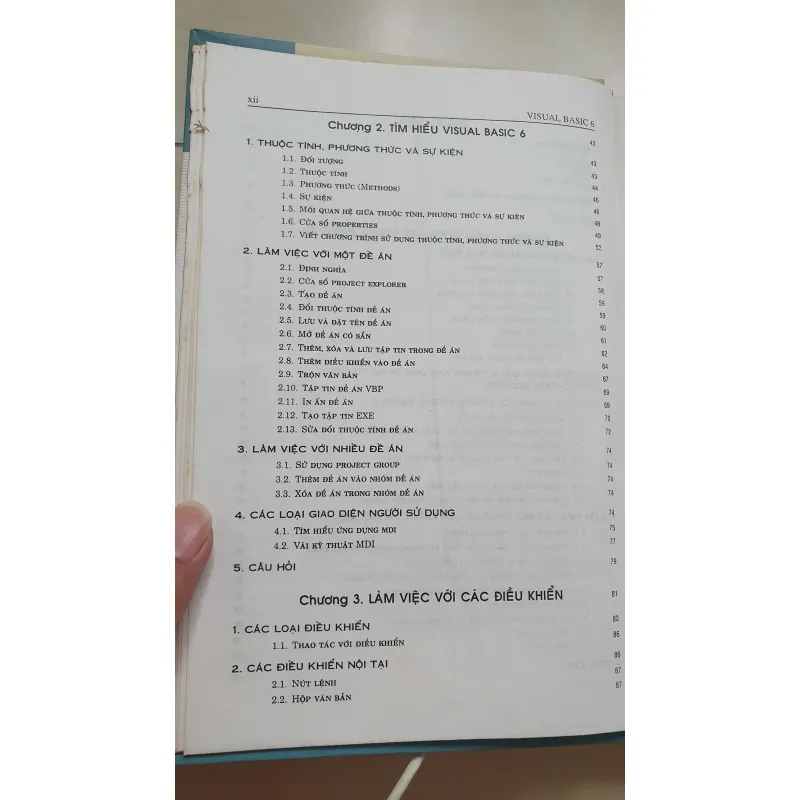 xii
VISUAL BASIC 6
Chương 2. TÌM HIỂU VISUAL BASIC 6 43
1. THUỘC TÍNH, PHƯƠNG THỨC VÀ SỰ KIỆN 43
1.1. ĐỐI TƯỢNG 43
1.2. THUỘC TÍNH 44
1.3. PHƯƠNG THỨC (METHODS) 46
1.4. SỰ KIỆN 46
1.5. MỐI QUAN HỆ GIỮA THUỘC TÍNH, PHƯƠNG THỨC VÀ SỰ KIỆN 48
1.6. CỬA SỔ PROPERTIES 49
1.7. VIẾT CHƯƠNG TRÌNH SỬ DỤNG THUỘC TÍNH, PHƯƠNG THỨC VÀ SỰ KIỆN 52
2. LÀM VIỆC VỚI MỘT ĐỀ ÁN 57
2.1. ĐỊNH NGHĨA 57
2.2. CỬA SỔ PROJECT EXPLORER 58
2.3. TẠO ĐỀ ÁN 58
2.4. ĐỔI THUỘC TÍNH ĐỀ ÁN 59
2.5. LƯU VÀ ĐẶT TÊN ĐỀ ÁN 60
2.6. MỞ ĐỀ ÁN CÓ SẴN 61
2.7. THÊM, XÓA VÀ LƯU TẬP TIN TRONG ĐỀ ÁN 62
2.8. THÊM ĐIỀU KHIỂN VÀO ĐỀ ÁN 64
2.9. TRỘN VĂN BẢN 67
2.10. TẬP TIN ĐỀ ÁN VBP 69
2.11. IN ẤN ĐỀ ÁN 69
2.12. TẠO TẬP TIN EXE 70
2.13. SỬA ĐỔI THUỘC TÍNH ĐỀ ÁN 72
3. LÀM VIỆC VỚI NHIỀU ĐỀ ÁN 74
3.1. SỬ DỤNG PROJECT GROUP 74
3.2. THÊM ĐỀ ÁN VÀO NHÓM ĐỀ ÁN 74
3.3. XÓA ĐỀ ÁN TRONG NHÓM ĐỀ ÁN 74
4. CÁC LOẠI GIAO DIỆN NGƯỜI SỬ DỤNG 74
4.1. TÌM HIỂU ỨNG DỤNG MDI 75
4.2. VÀI KỸ THUẬT MDI 77
5. CÂU HỎI 79
Chương 3. LÀM VIỆC VỚI CÁC ĐIỀU KHIỂN 81
1. CÁC LOẠI ĐIỀU KHIỂN 82
1.1. THAO TÁC VỚI ĐIỀU KHIỂN 86
2. CÁC ĐIỀU KHIỂN NỘI TẠI 86
2.1. NÚT LỆNH 87
2.2. HỘP VĂN BẢN 87